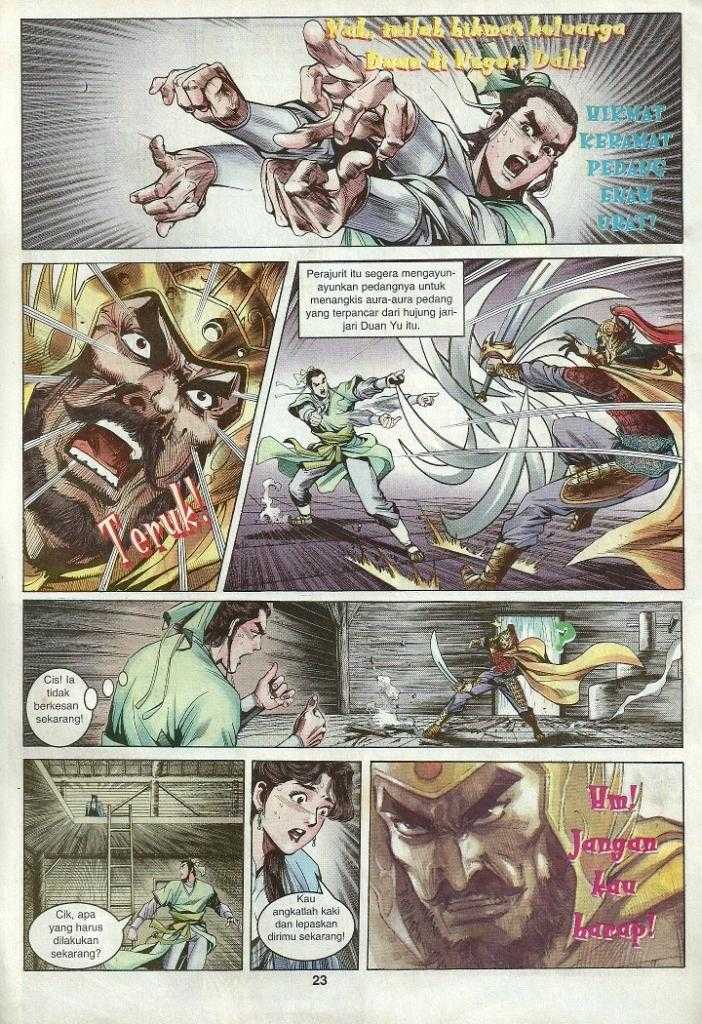 Nah, inilah hikmat keluarga
Duan di Negeri Dali!
HIKMAT
KERAMAT
PEDANG
ENAM
URAT!
Perajurit itu segera mengayun-
ayunkan pedangnya untuk
menangkis aura-aura pedang
yang terpancar dari hujung jari-
jari Duan Yu itu.
Teruk!
?
Cis! Ia
tidak
berkesan
sekarang!
Cik, apa
yang harus
dilakukan
sekarang?
Kau
angkatlah kaki
dan lepaskan
dirimu sekarang!
Hm!
Jangan
kau
harap!
23